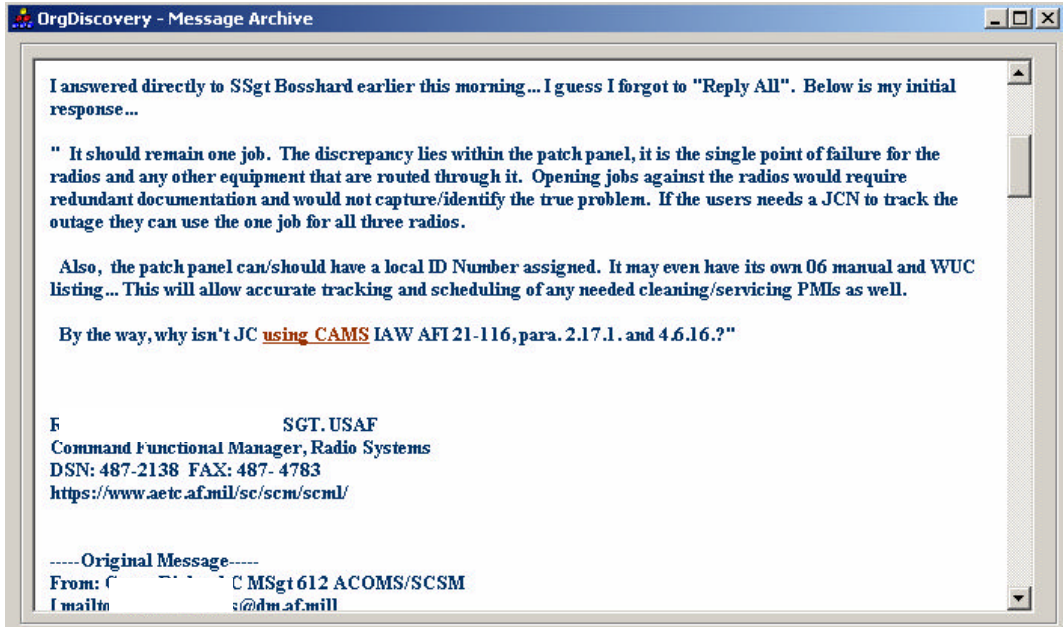 OrgDiscovery - Message Archive
I answered directly to SSgt Bosshard earlier this morning... I guess I forgot to "Reply All". Below is my initial
response...
" It should remain one job. The discrepancy lies within the patch panel, it is the single point of failure for the
radios and any other equipment that are routed through it. Opening jobs against the radios would require
redundant documentation and would not capture/identify the true problem. If the users needs a JCN to track the
outage they can use the one job for all three radios.
Also, the patch panel can/should have a local ID Number assigned. It may even have its own 06 manual and WUC
listing... This will allow accurate tracking and scheduling of any needed cleaning/servicing PMIs as well.
By the way, why isn't JC using CAMS IAW AFI 21-116, para. 2.17.1. and 4.6.16.?"
SGT. USAF
Command Functional Manager, Radio Systems
DSN: 487-2138 FAX: 487- 4783
https://www.aetc.af.mil/sc/scm/scml/
-----Original Message-----
From: C MSgt 612 ACOMS/SCSM
[mailto s@dm.af.mil]